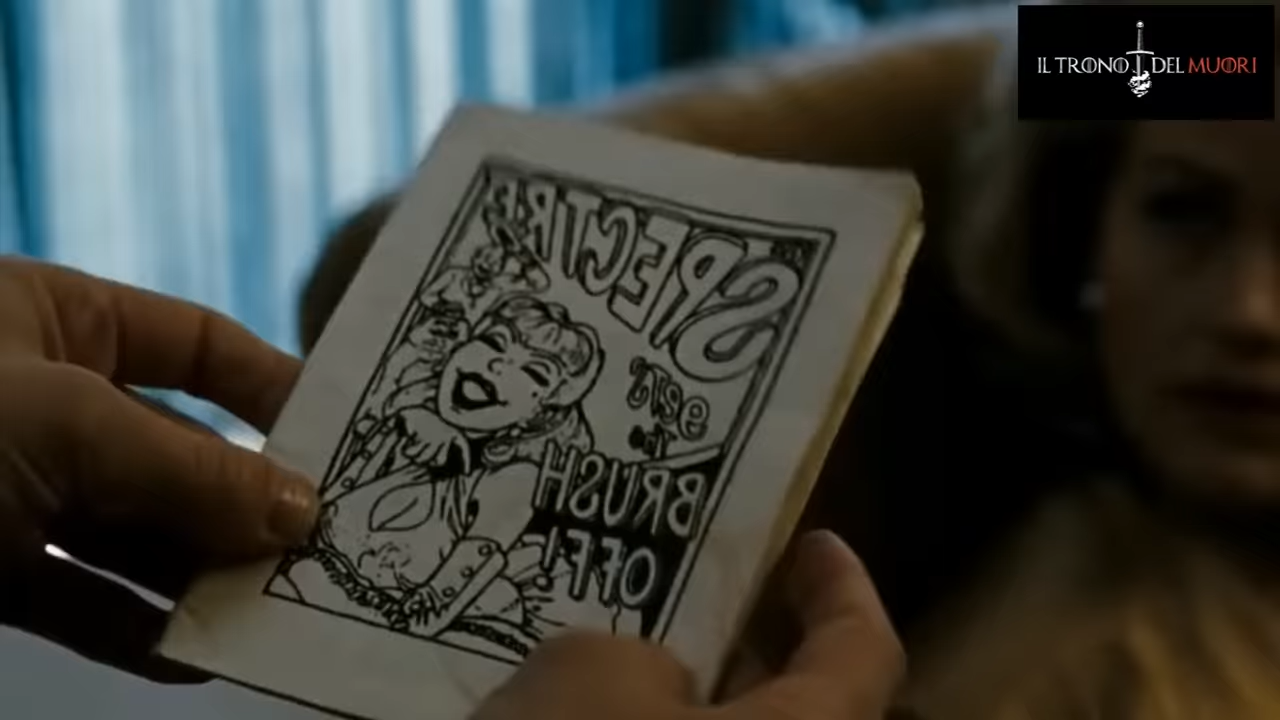 IL TRONO DEL MUORI
SPECTRE
gets
The
BRUSH
OFF!